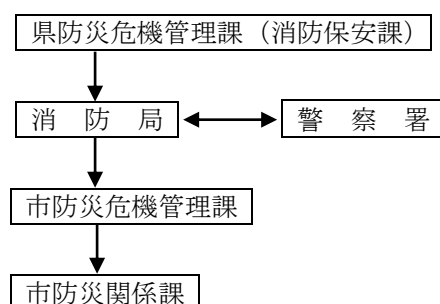 県防災危機管理課（消防保安課）
消　防　局
警　察　署
市防災危機管理課
市防災関係課